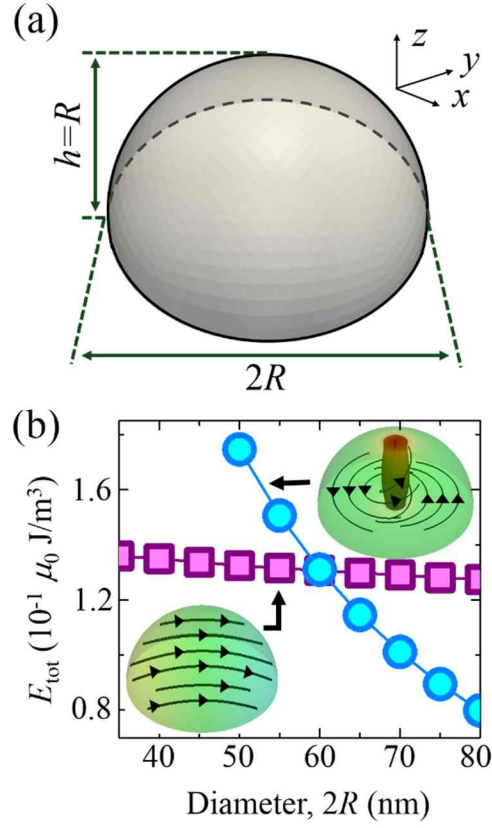 (a)
z
y
x
h=R
2R
(b)
1.6
1.2
0.8
E_tot (10^-1 μ_0 J/m^3)
40 50 60 70 80
Diameter, 2R (nm)